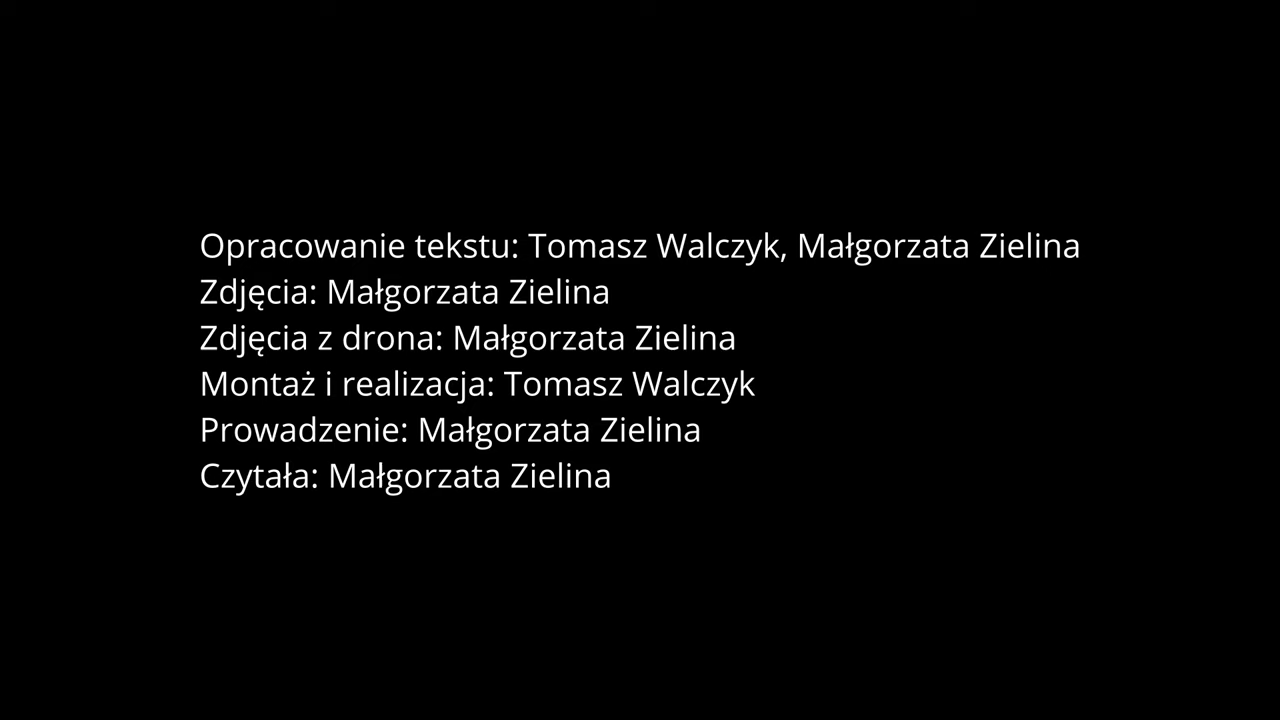 Opracowanie tekstu: Tomasz Walczyk, Małgorzata Zielina
Zdjęcia: Małgorzata Zielina
Zdjęcia z drona: Małgorzata Zielina
Montaż i realizacja: Tomasz Walczyk
Prowadzenie: Małgorzata Zielina
Czytała: Małgorzata Zielina